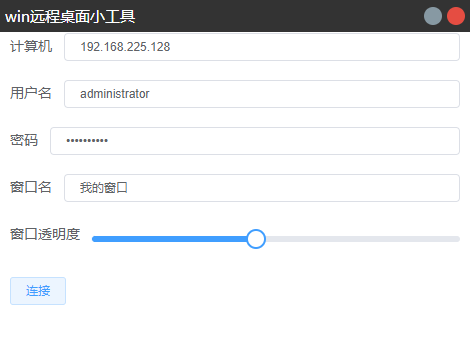 win远程桌面小工具
计算机 192.168.225.128
用户名 administrator
密码 ••••••••••
窗口名 我的窗口
窗口透明度
连接